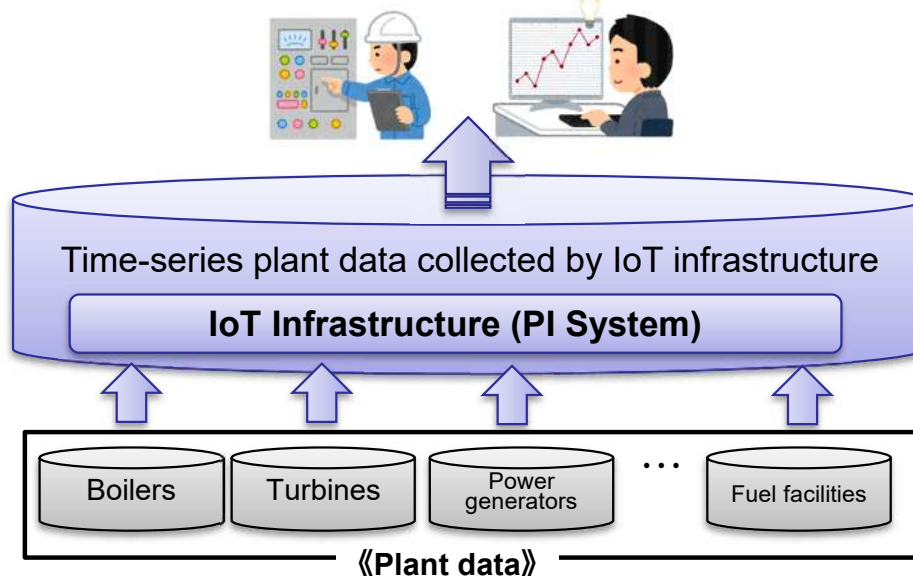 Time-series plant data collected by IoT infrastructure
IoT Infrastructure (PI System)
Boilers
Turbines
Power
generators
...
Fuel facilities
《Plant data》